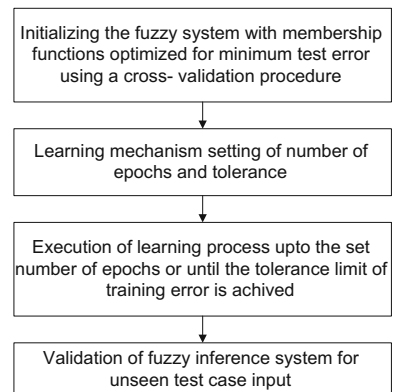 Initializing the fuzzy system with membership
functions optimized for minimum test error
using a cross- validation procedure
Learning mechanism setting of number of
epochs and tolerance
Execution of learning process upto the set
number of epochs or until the tolerance limit of
training error is achived
Validation of fuzzy inference system for
unseen test case input